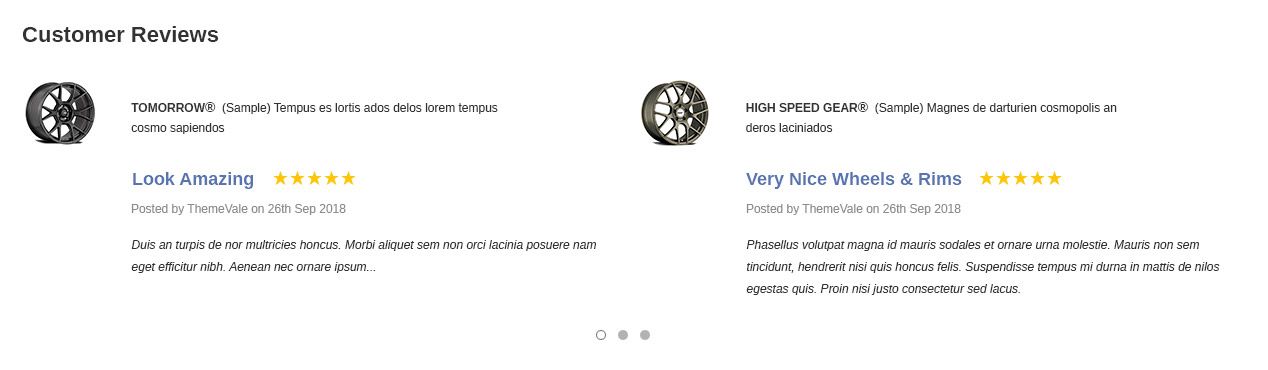 Customer Reviews
TOMORROW® (Sample) Tempus es lortis ados delos lorem tempus
cosmo sapiendos
Look Amazing ★★★★★
Posted by ThemeVale on 26th Sep 2018
Duis an turpis de nor multricies honcus. Morbi aliquet sem non orci lacinia posuere nam
eget efficitur nibh. Aenean nec ornare ipsum...
HIGH SPEED GEAR® (Sample) Magnes de darturien cosmopolis an
deros laciniados
Very Nice Wheels & Rims ★★★★★
Posted by ThemeVale on 26th Sep 2018
Phasellus volutpat magna id mauris sodales et ornare urna molestie. Mauris non sem
tincidunt, hendrerit nisi quis honcus felis. Suspendisse tempus mi durna in mattis de nilos
egestas quis. Proin nisi justo consectetur sed lacus.